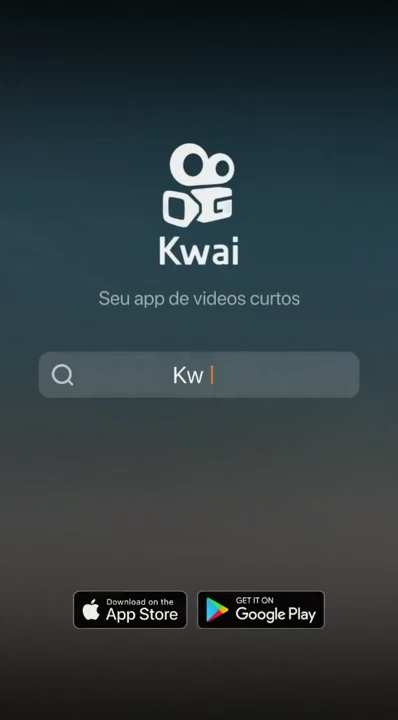 Kwai
Seu app de videos curtos
Kw
Download on the
App Store
GET IT ON
Google Play